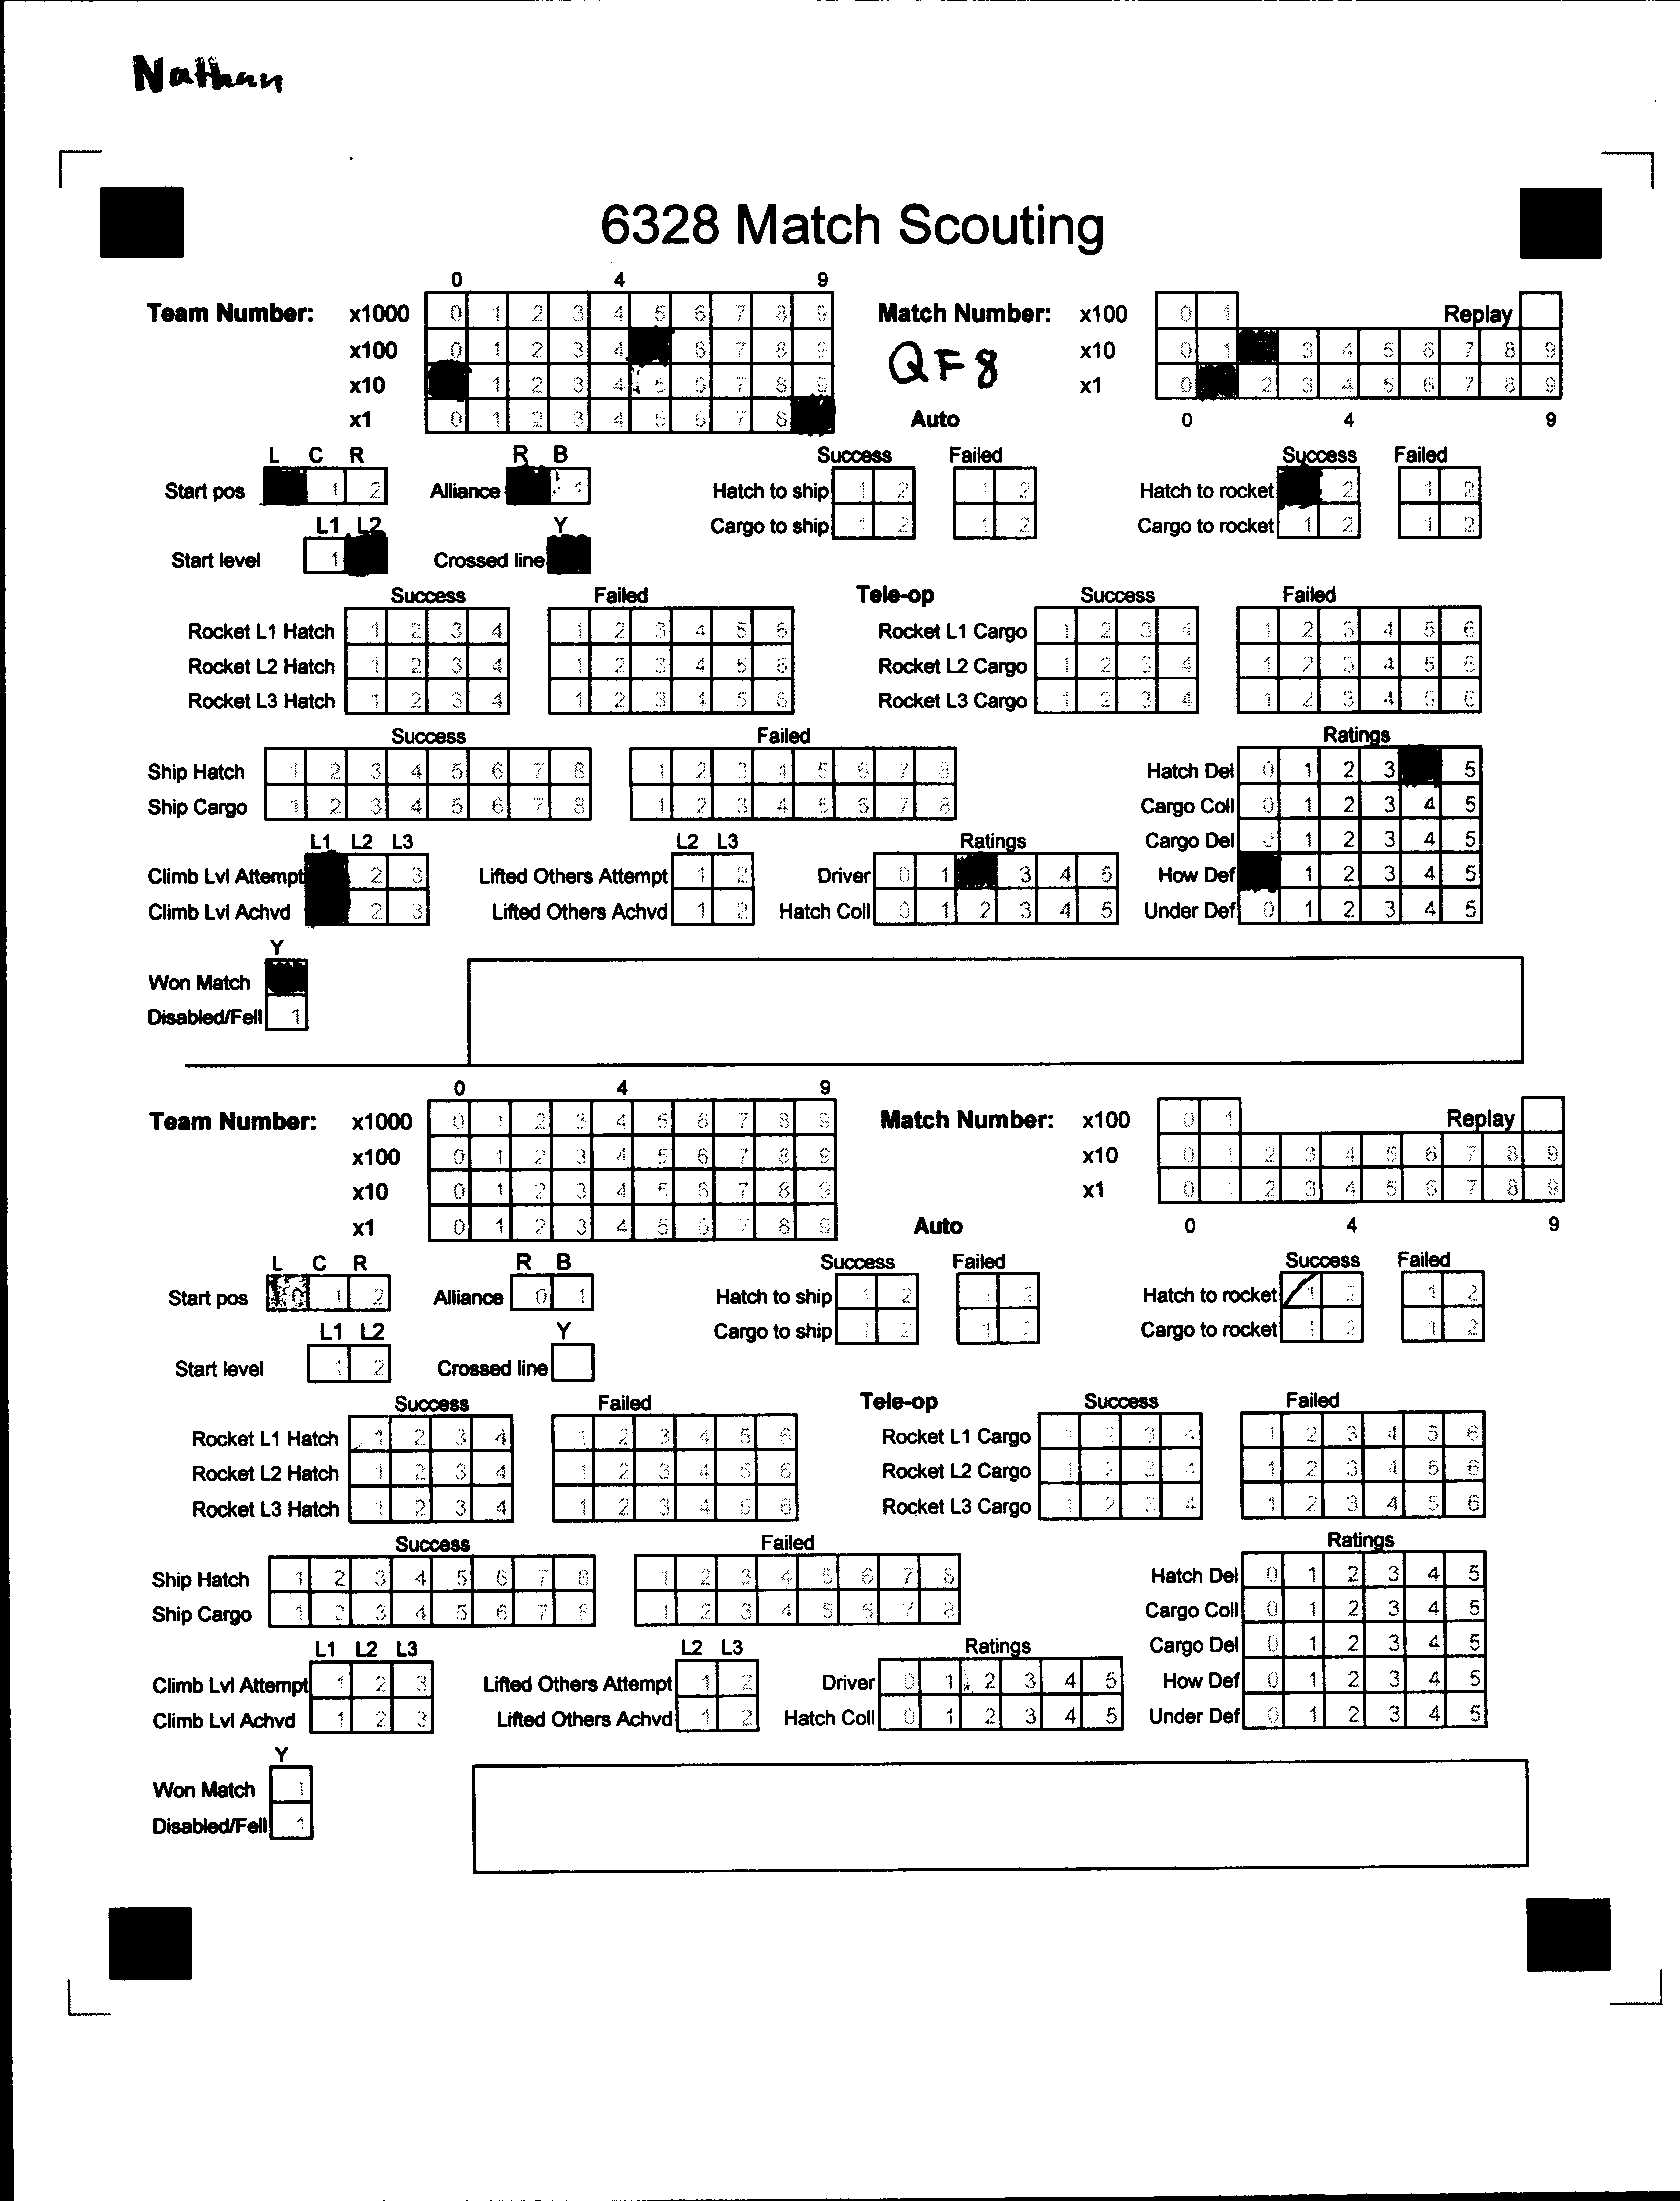 Nathan
6328 Match Scouting
0 4 9
Team Number: x1000 0 1 2 3 4 5 6 7 8 9 Match Number: x100 0 1 Replay
x100 0 1 2 3 4 6 7 8 9 QF8 x10 0 1 3 4 5 6 7 8 9
x10 1 2 3 4 5 6 7 8 9 x1 0 2 3 4 5 6 7 8 9
x1 0 1 2 3 4 5 6 7 8 Auto 0 4 9
L C R R B Success Failed Success Failed
Start pos 1 2 Alliance 1 Hatch to ship 1 2 1 2 Hatch to rocket 2 1 2
L1 L2 Y Cargo to ship 1 2 1 2 Cargo to rocket 1 2 1 2
Start level 1 Crossed line
Success Failed Tele-op Success Failed
Rocket L1 Hatch 1 2 3 4 1 2 3 4 5 6 Rocket L1 Cargo 1 2 3 4 1 2 3 4 5 6
Rocket L2 Hatch 1 2 3 4 1 2 3 4 5 6 Rocket L2 Cargo 1 2 3 4 1 2 3 4 5 6
Rocket L3 Hatch 1 2 3 4 1 2 3 4 5 6 Rocket L3 Cargo 1 2 3 4 1 2 3 4 5 6
Success Failed Ratings
Ship Hatch 1 2 3 4 5 6 7 8 1 2 3 4 5 6 7 8 Hatch Del 0 1 2 3 5
Ship Cargo 1 2 3 4 5 6 7 8 1 2 3 4 5 6 7 8 Cargo Coll 0 1 2 3 4 5
L1 L2 L3 L2 L3 Ratings Cargo Del 0 1 2 3 4 5
Climb Lvl Attempt 2 3 Lifted Others Attempt 1 2 Driver 0 1 3 4 5 How Def 1 2 3 4 5
Climb Lvl Achvd 2 3 Lifted Others Achvd 1 2 Hatch Coll 0 1 2 3 4 5 Under Def 0 1 2 3 4 5
Y
Won Match
Disabled/Fell 1
0 4 9
Team Number: x1000 0 1 2 3 4 5 6 7 8 9 Match Number: x100 0 1 Replay
x100 0 1 2 3 4 5 6 7 8 9 x10 0 1 2 3 4 5 6 7 8 9
x10 0 1 2 3 4 5 6 7 8 9 x1 0 1 2 3 4 5 6 7 8 9
x1 0 1 2 3 4 5 6 7 8 9 Auto 0 4 9
L C R R B Success Failed Success Failed
Start pos 0 1 2 Alliance 0 1 Hatch to ship 1 2 1 2 Hatch to rocket 1 2 1 2
L1 L2 Y Cargo to ship 1 2 1 2 Cargo to rocket 1 2 1 2
Start level 1 2 Crossed line
Success Failed Tele-op Success Failed
Rocket L1 Hatch 1 2 3 4 1 2 3 4 5 6 Rocket L1 Cargo 1 2 3 4 1 2 3 4 5 6
Rocket L2 Hatch 1 2 3 4 1 2 3 4 5 6 Rocket L2 Cargo 1 2 3 4 1 2 3 4 5 6
Rocket L3 Hatch 1 2 3 4 1 2 3 4 5 6 Rocket L3 Cargo 1 2 3 4 1 2 3 4 5 6
Success Failed Ratings
Ship Hatch 1 2 3 4 5 6 7 8 1 2 3 4 5 6 7 8 Hatch Del 0 1 2 3 4 5
Ship Cargo 1 2 3 4 5 6 7 8 1 2 3 4 5 6 7 8 Cargo Coll 0 1 2 3 4 5
L1 L2 L3 L2 L3 Ratings Cargo Del 0 1 2 3 4 5
Climb Lvl Attempt 1 2 3 Lifted Others Attempt 1 2 Driver 0 1 2 3 4 5 How Def 0 1 2 3 4 5
Climb Lvl Achvd 1 2 3 Lifted Others Achvd 1 2 Hatch Coll 0 1 2 3 4 5 Under Def 0 1 2 3 4 5
Y
Won Match 1
Disabled/Fell 1